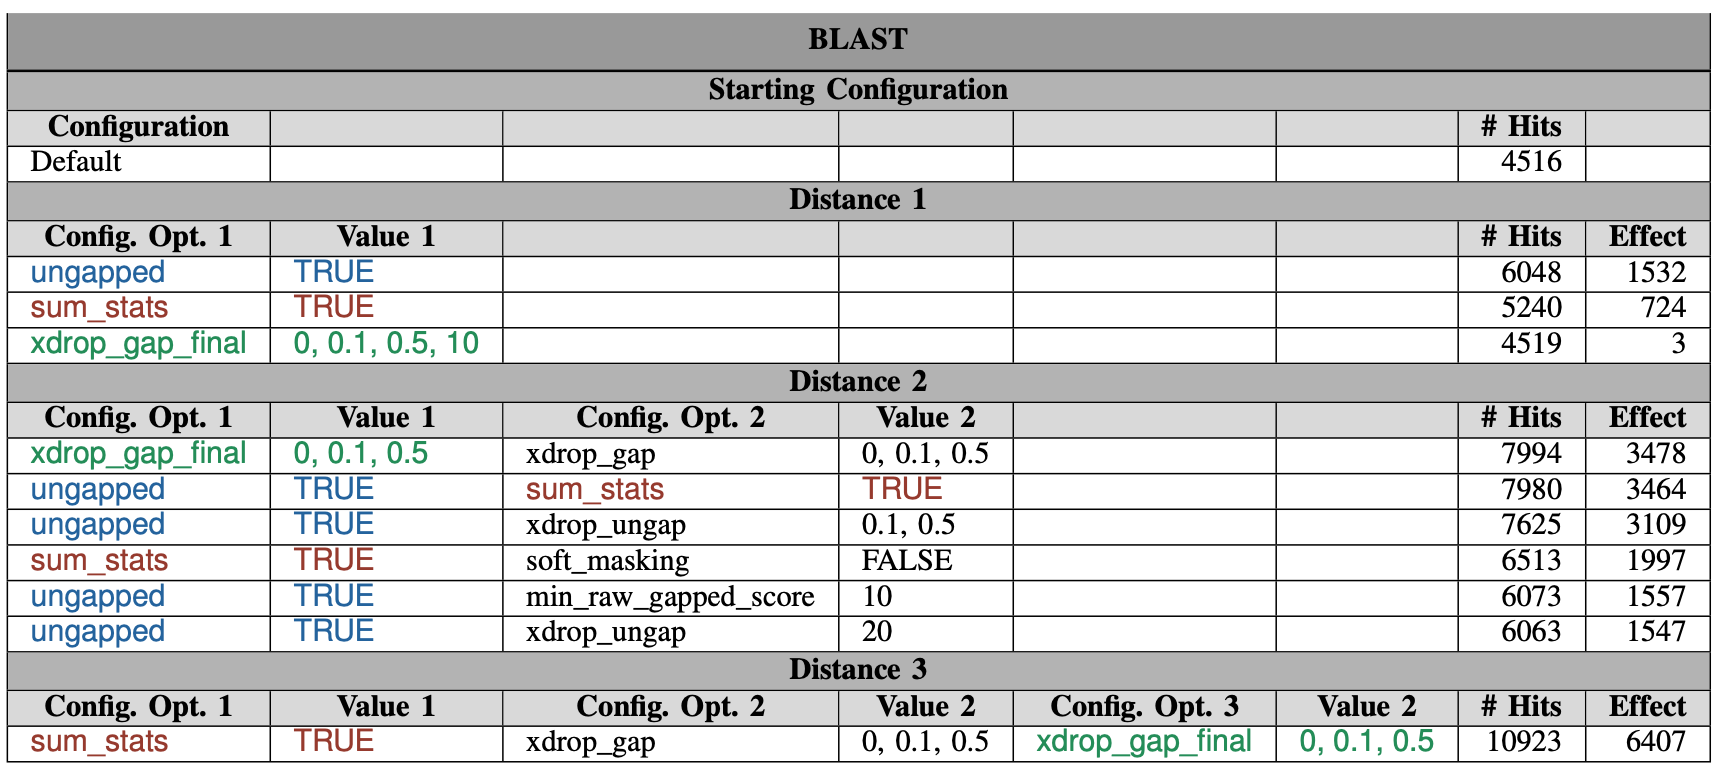 BLAST
Starting Configuration
Configuration # Hits
Default 4516
Distance 1
Config. Opt. 1 Value 1 # Hits Effect
ungapped TRUE 6048 1532
sum_stats TRUE 5240 724
xdrop_gap_final 0, 0.1, 0.5, 10 4519 3
Distance 2
Config. Opt. 1 Value 1 Config. Opt. 2 Value 2 # Hits Effect
xdrop_gap_final 0, 0.1, 0.5 xdrop_gap 0, 0.1, 0.5 7994 3478
ungapped TRUE sum_stats TRUE 7980 3464
ungapped TRUE xdrop_ungap 0.1, 0.5 7625 3109
sum_stats TRUE soft_masking FALSE 6513 1997
ungapped TRUE min_raw_gapped_score 10 6073 1557
ungapped TRUE xdrop_ungap 20 6063 1547
Distance 3
Config. Opt. 1 Value 1 Config. Opt. 2 Value 2 Config. Opt. 3 Value 2 # Hits Effect
sum_stats TRUE xdrop_gap 0, 0.1, 0.5 xdrop_gap_final 0, 0.1, 0.5 10923 6407